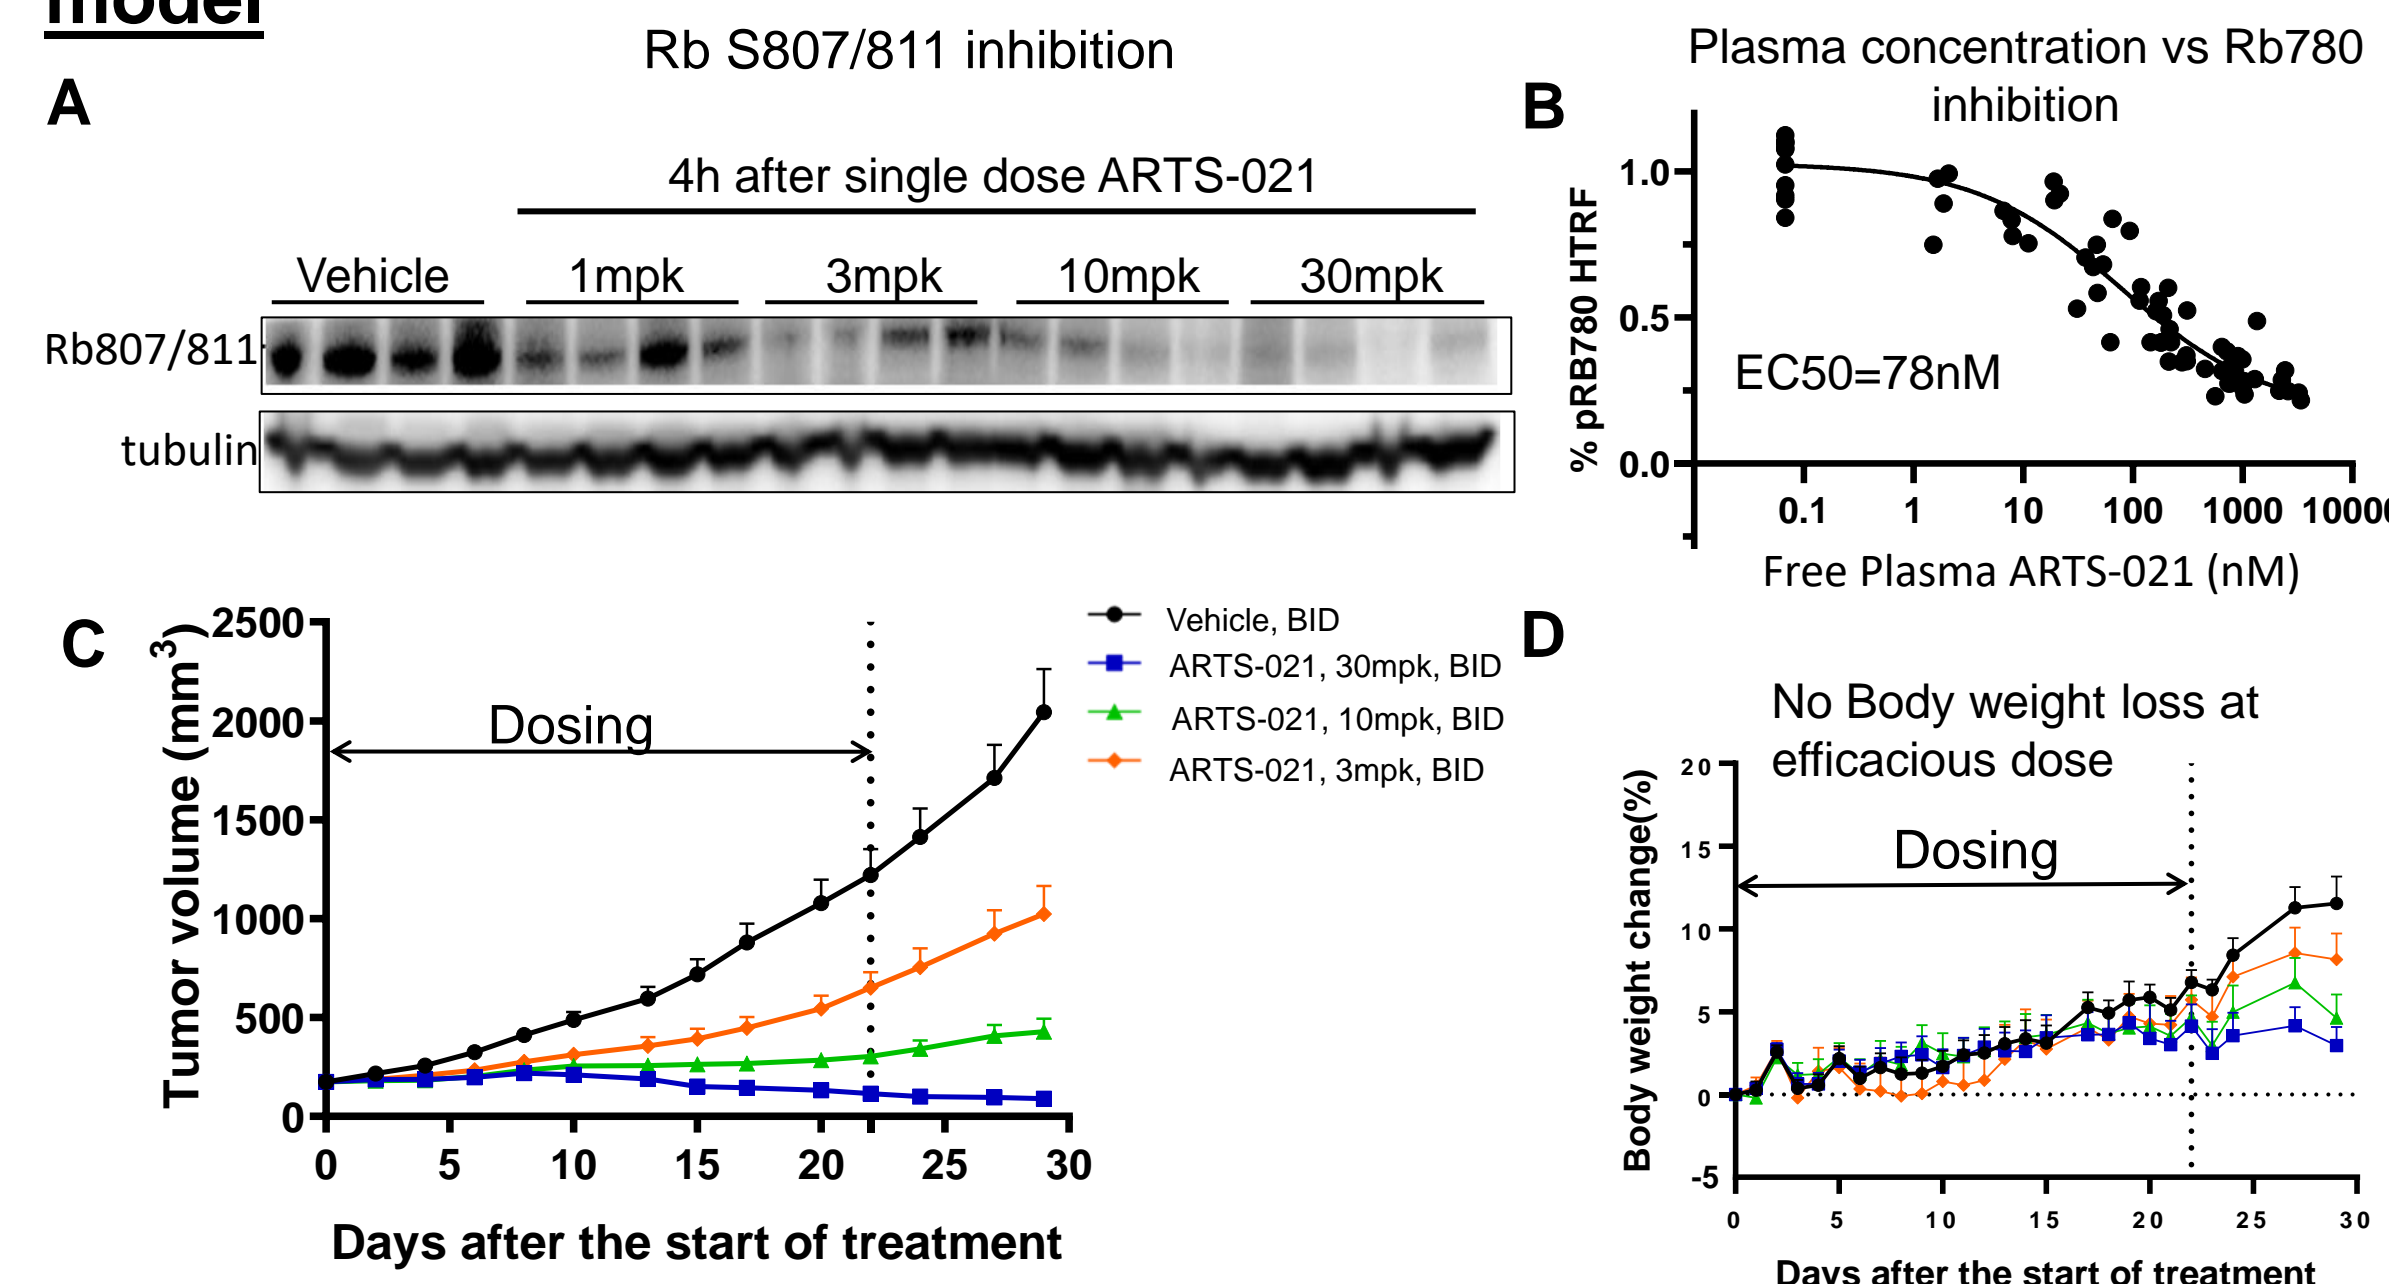 model
Rb S807/811 inhibition
A
4h after single dose ARTS-021
Vehicle
1mpk
3mpk
10mpk
30mpk
Rb807/811
tubulin
B
Plasma concentration vs Rb780
inhibition
% pRB780 HTRF
1.0
0.5
0.0
EC50=78nM
0.1 1 10 100 1000 10000
Free Plasma ARTS-021 (nM)
C
Tumor volume (mm³)
2500
2000
1500
1000
500
0
Dosing
0 5 10 15 20 25 30
Days after the start of treatment
Vehicle, BID
ARTS-021, 30mpk, BID
ARTS-021, 10mpk, BID
ARTS-021, 3mpk, BID
D
No Body weight loss at
efficacious dose
Body weight change(%)
20
15
10
5
0
-5
Dosing
0 5 10 15 20 25 30
Days after the start of treatment